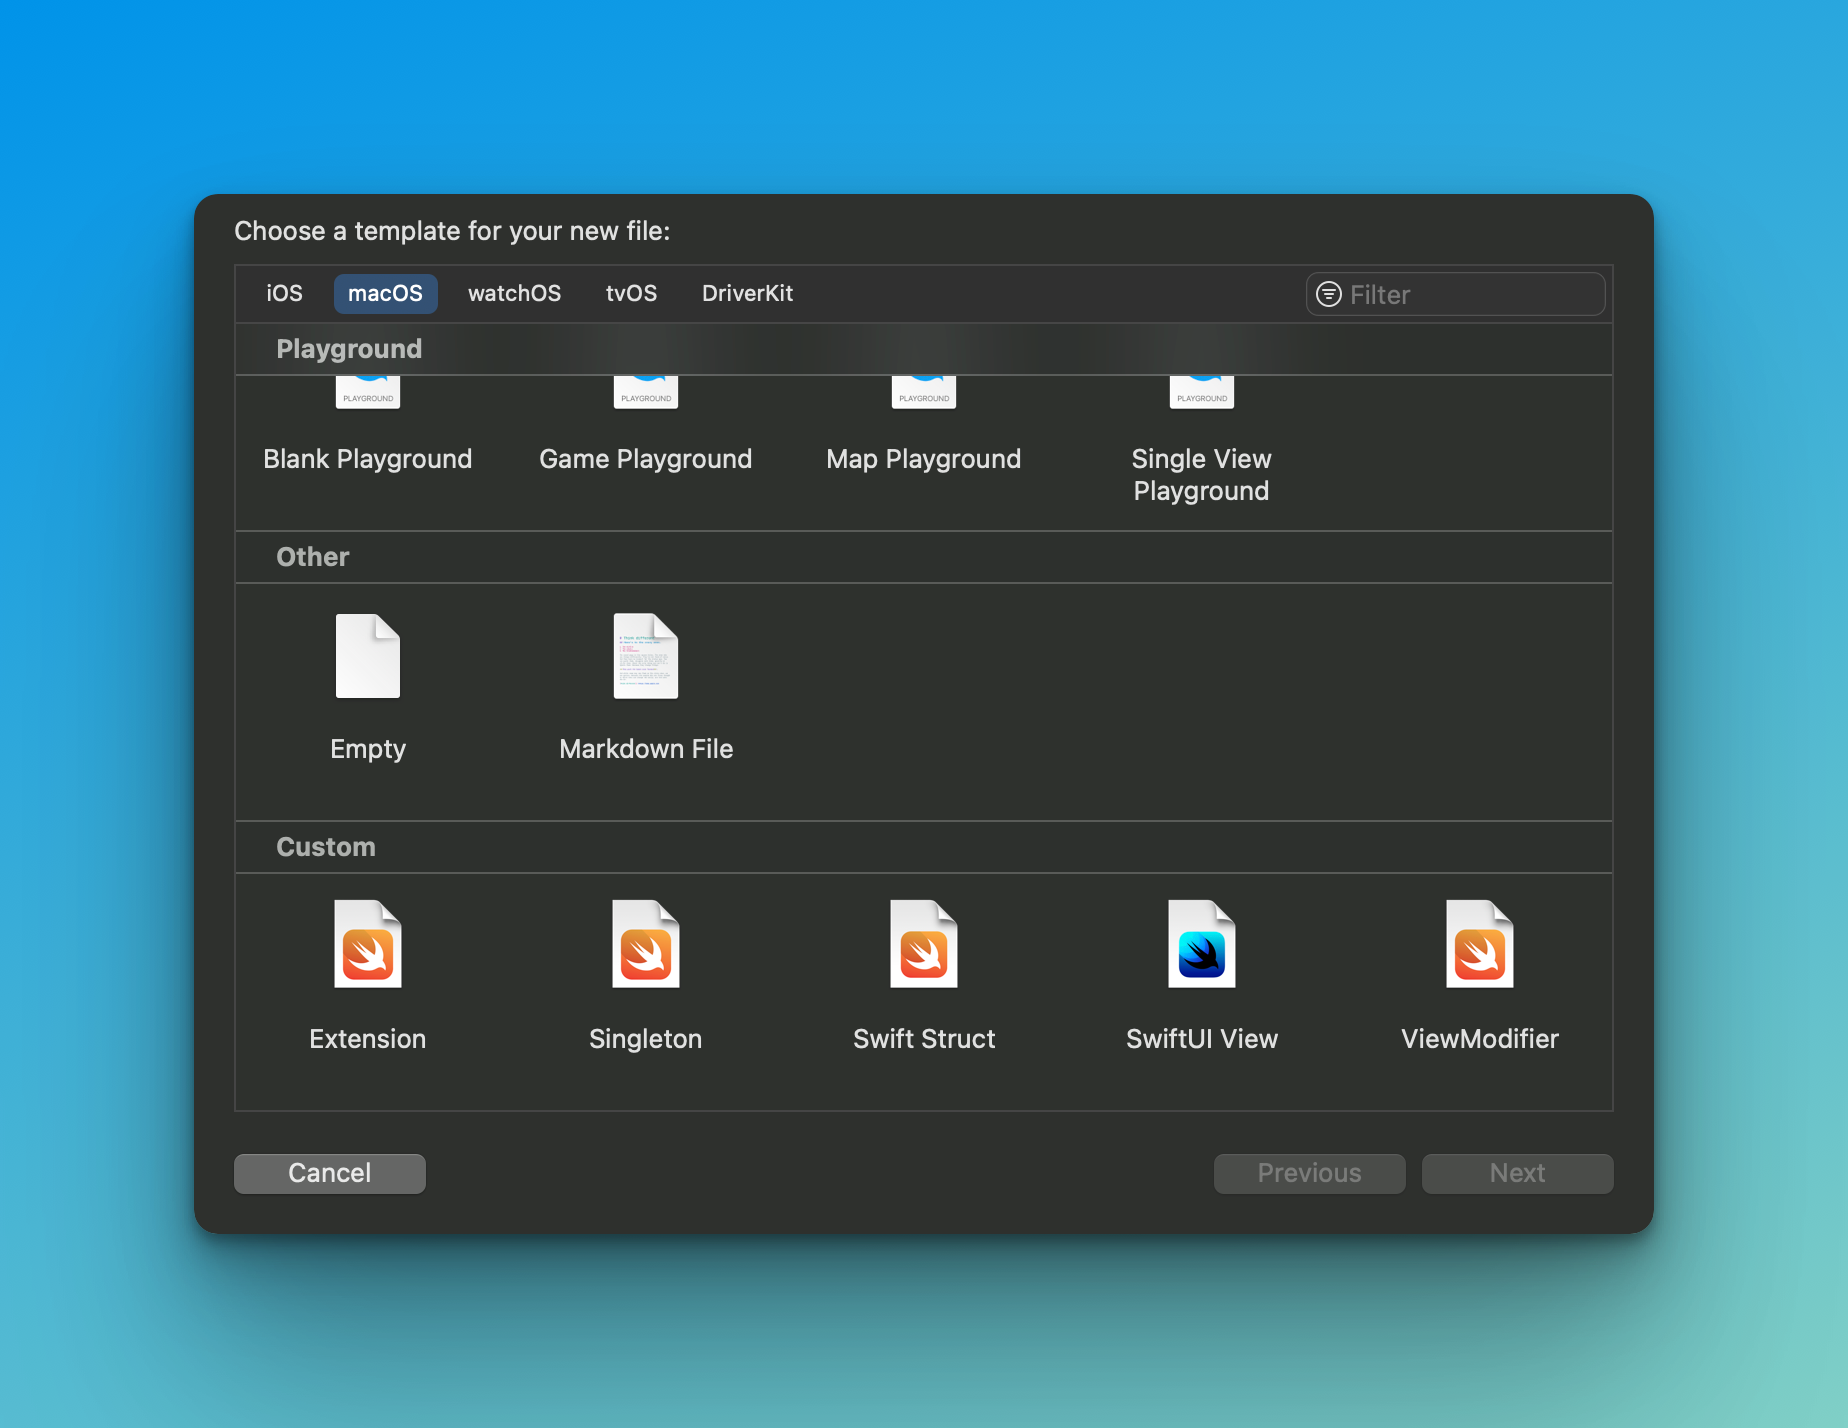 Choose a template for your new file:
iOS macOS watchOS tvOS DriverKit Filter
Playground
PLAYGROUND PLAYGROUND PLAYGROUND PLAYGROUND
Blank Playground Game Playground Map Playground Single View
Playground
Other
Empty Markdown File
Custom
Extension Singleton Swift Struct SwiftUI View ViewModifier
Cancel Previous Next